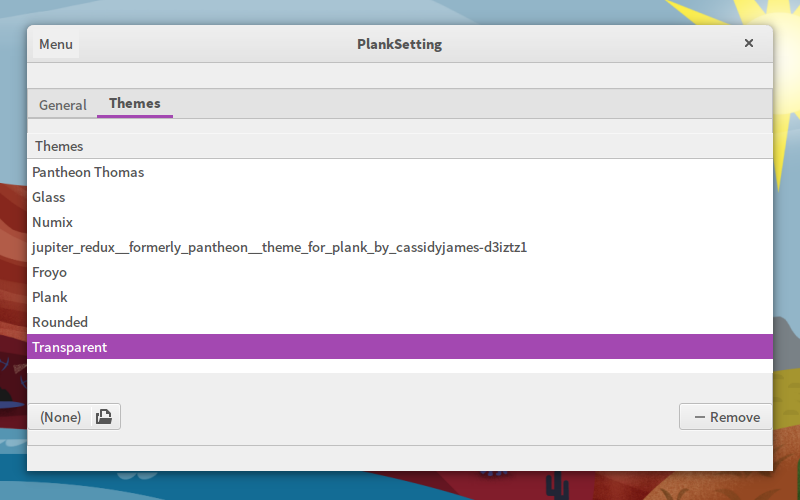 Menu
PlankSetting
General
Themes
Themes
Pantheon Thomas
Glass
Numix
jupiter_redux__formerly_pantheon__theme_for_plank_by_cassidyjames-d3iztz1
Froyo
Plank
Rounded
Transparent
(None)
Remove